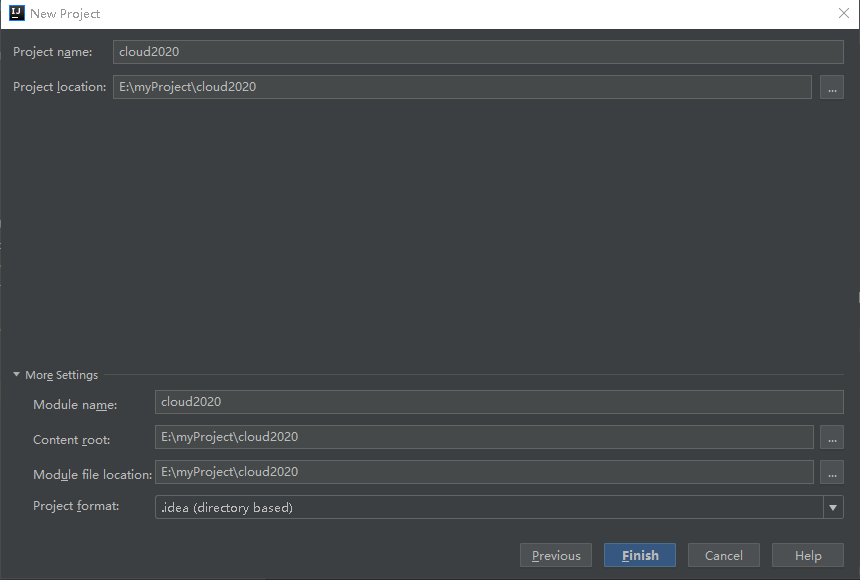 IJ New Project
Project name: cloud2020
Project location: E:\myProject\cloud2020 ...
More Settings
Module name: cloud2020
Content root: E:\myProject\cloud2020 ...
Module file location: E:\myProject\cloud2020 ...
Project format: .idea (directory based)
Previous Finish Cancel Help